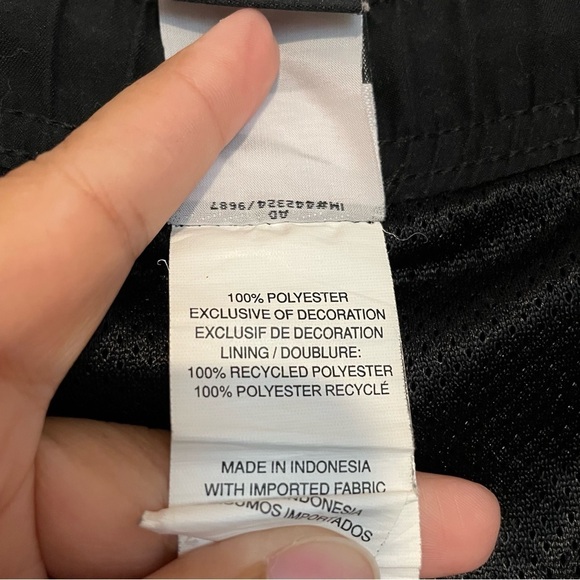 IM#442324/9687
AD
100% POLYESTER
EXCLUSIVE OF DECORATION
EXCLUSIF DE DECORATION
LINING / DOUBLURE:
100% RECYCLED POLYESTER
100% POLYESTER RECYCLÉ
MADE IN INDONESIA
WITH IMPORTED FABRIC